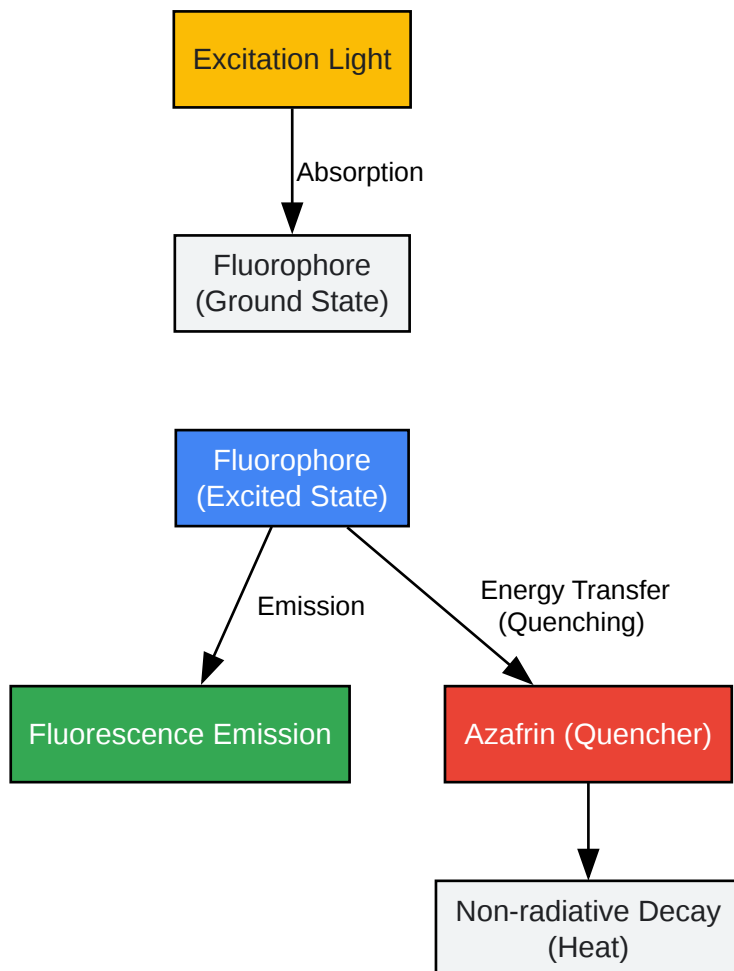 Excitation Light
Absorption
Fluorophore
(Ground State)
Fluorophore
(Excited State)
Emission
Energy Transfer
(Quenching)
Fluorescence Emission
Azafrin (Quencher)
Non-radiative Decay
(Heat)